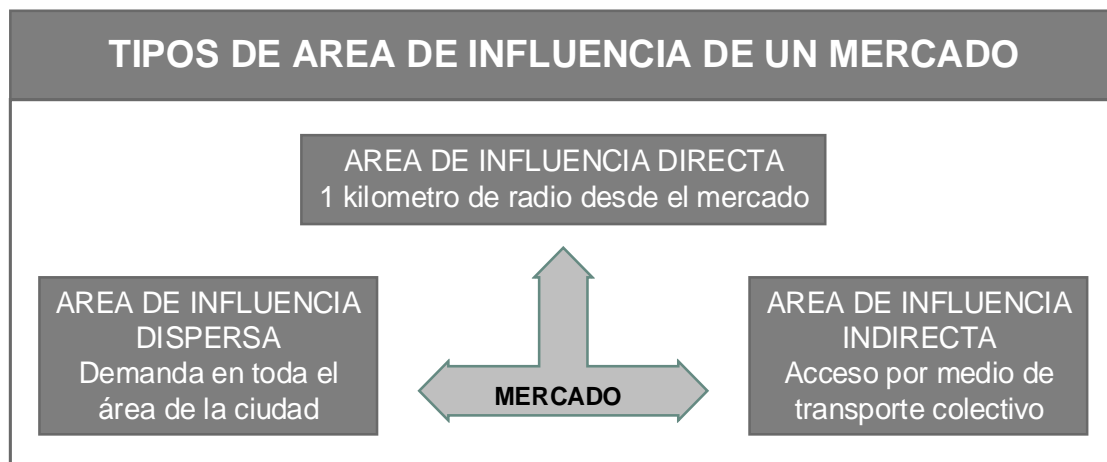 TIPOS DE AREA DE INFLUENCIA DE UN MERCADO
AREA DE INFLUENCIA DIRECTA
1 kilometro de radio desde el mercado
AREA DE INFLUENCIA
DISPERSA
Demanda en toda el
área de la ciudad
MERCADO
AREA DE INFLUENCIA
INDIRECTA
Acceso por medio de
transporte colectivo